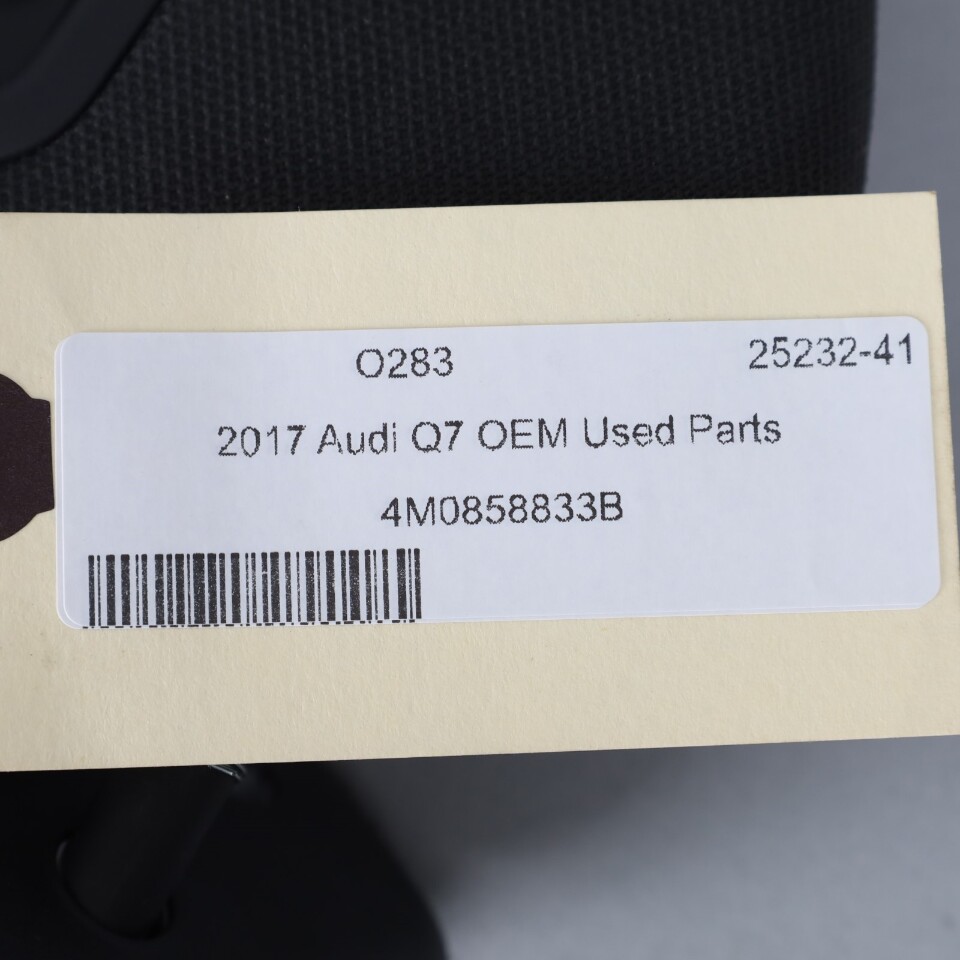 O283 25232-41
2017 Audi Q7 OEM Used Parts
4M0858833B